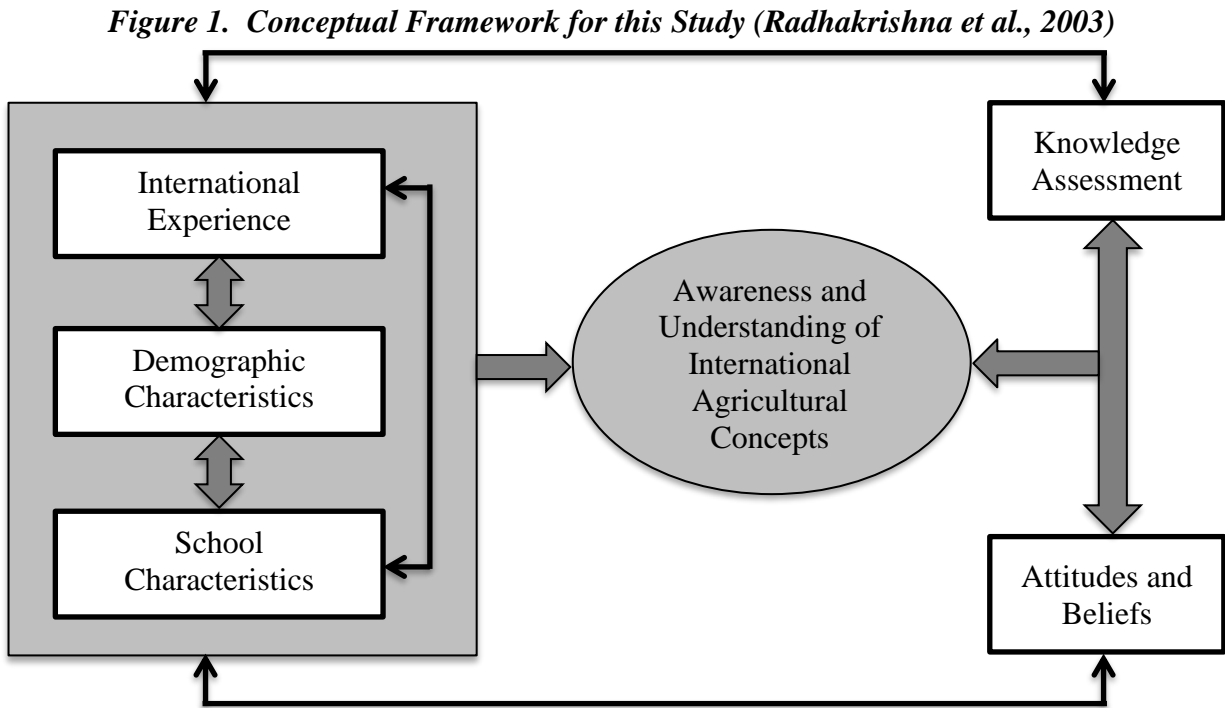 Figure 1. Conceptual Framework for this Study (Radhakrishna et al., 2003)
International
Experience
Demographic
Characteristics
School
Characteristics
Awareness and
Understanding of
International
Agricultural
Concepts
Knowledge
Assessment
Attitudes and
Beliefs